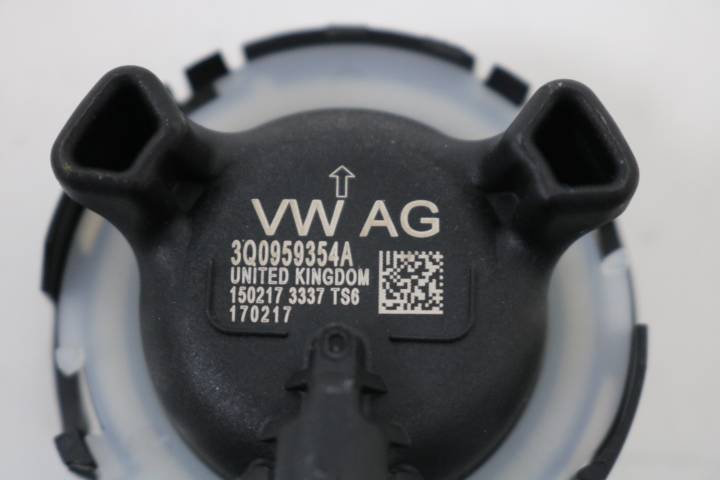 VW AG
3Q0959354A
UNITED KINGDOM
150217 3337 TS6
170217